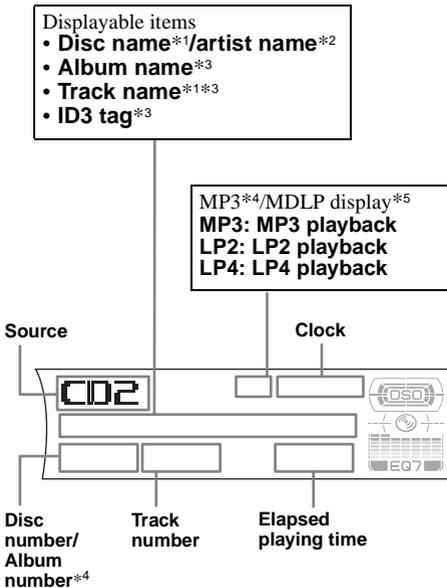 Displayable items
• Disc name*1/artist name*2
• Album name*3
• Track name*1*3
• ID3 tag*3
MP3*4/MDLP display*5
MP3: MP3 playback
LP2: LP2 playback
LP4: LP4 playback
Source
Clock
CD2
DSO
EQ7
Disc
number/
Album
number*4
Track
number
Elapsed
playing time